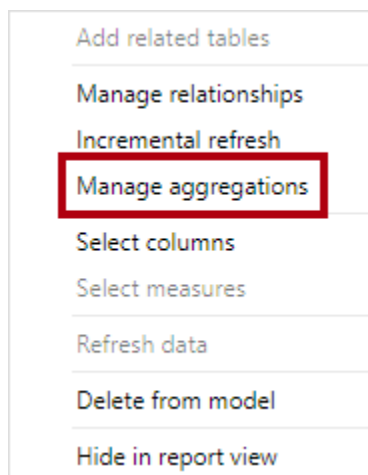 Add related tables
Manage relationships
Incremental refresh
Manage aggregations
Select columns
Select measures
Refresh data
Delete from model
Hide in report view